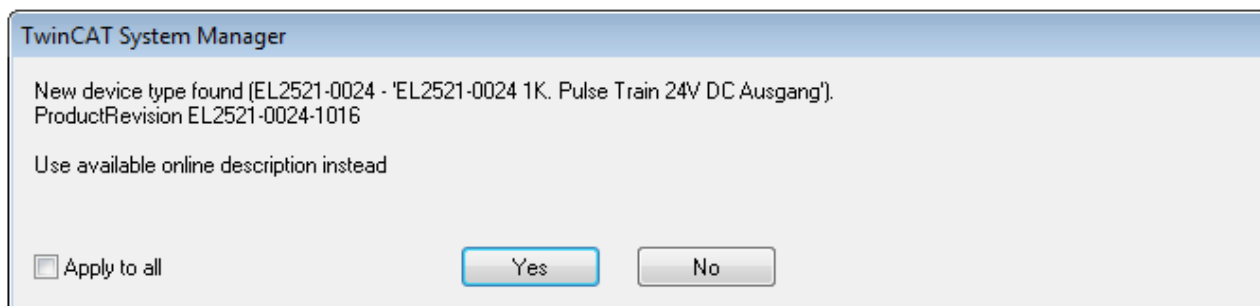 TwinCAT System Manager
New device type found (EL2521-0024 - 'EL2521-0024 1K. Pulse Train 24V DC Ausgang').
ProductRevision EL2521-0024-1016
Use available online description instead
Apply to all
Yes
No